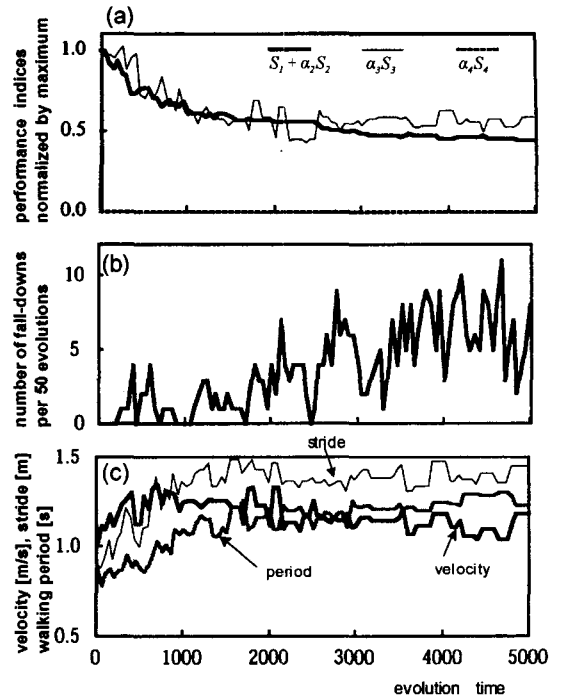 (a)
1.0
0.5
0.0
performance indices
normalized by maximum
S1 + α2S2
α3S3
α4S4
(b)
10
5
0
number of fall-downs
per 50 evolutions
stride
(c)
1.5
1.0
0.5
velocity [m/s], stride [m]
walking period [s]
period
velocity
0 1000 2000 3000 4000 5000
evolution time